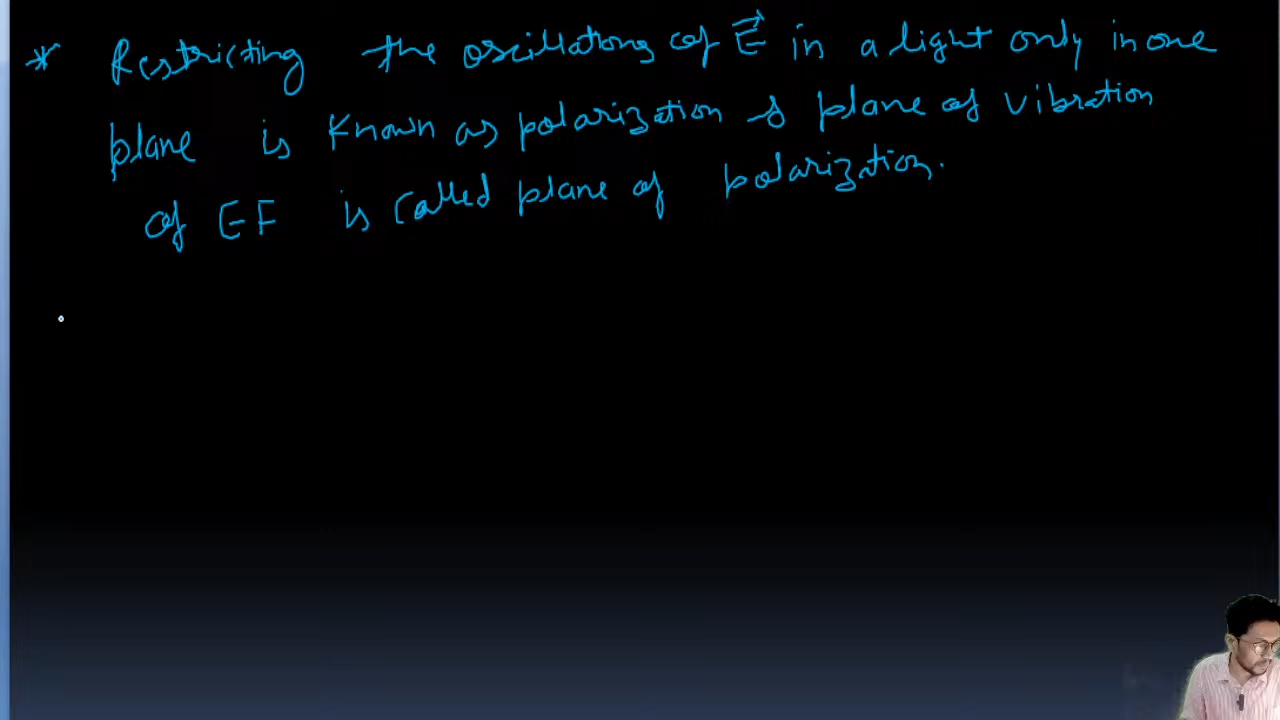 * Restricting the oscillations of E⃗ in a light only in one
plane is known as polarization & plane of vibration
of EF is called plane of polarization.